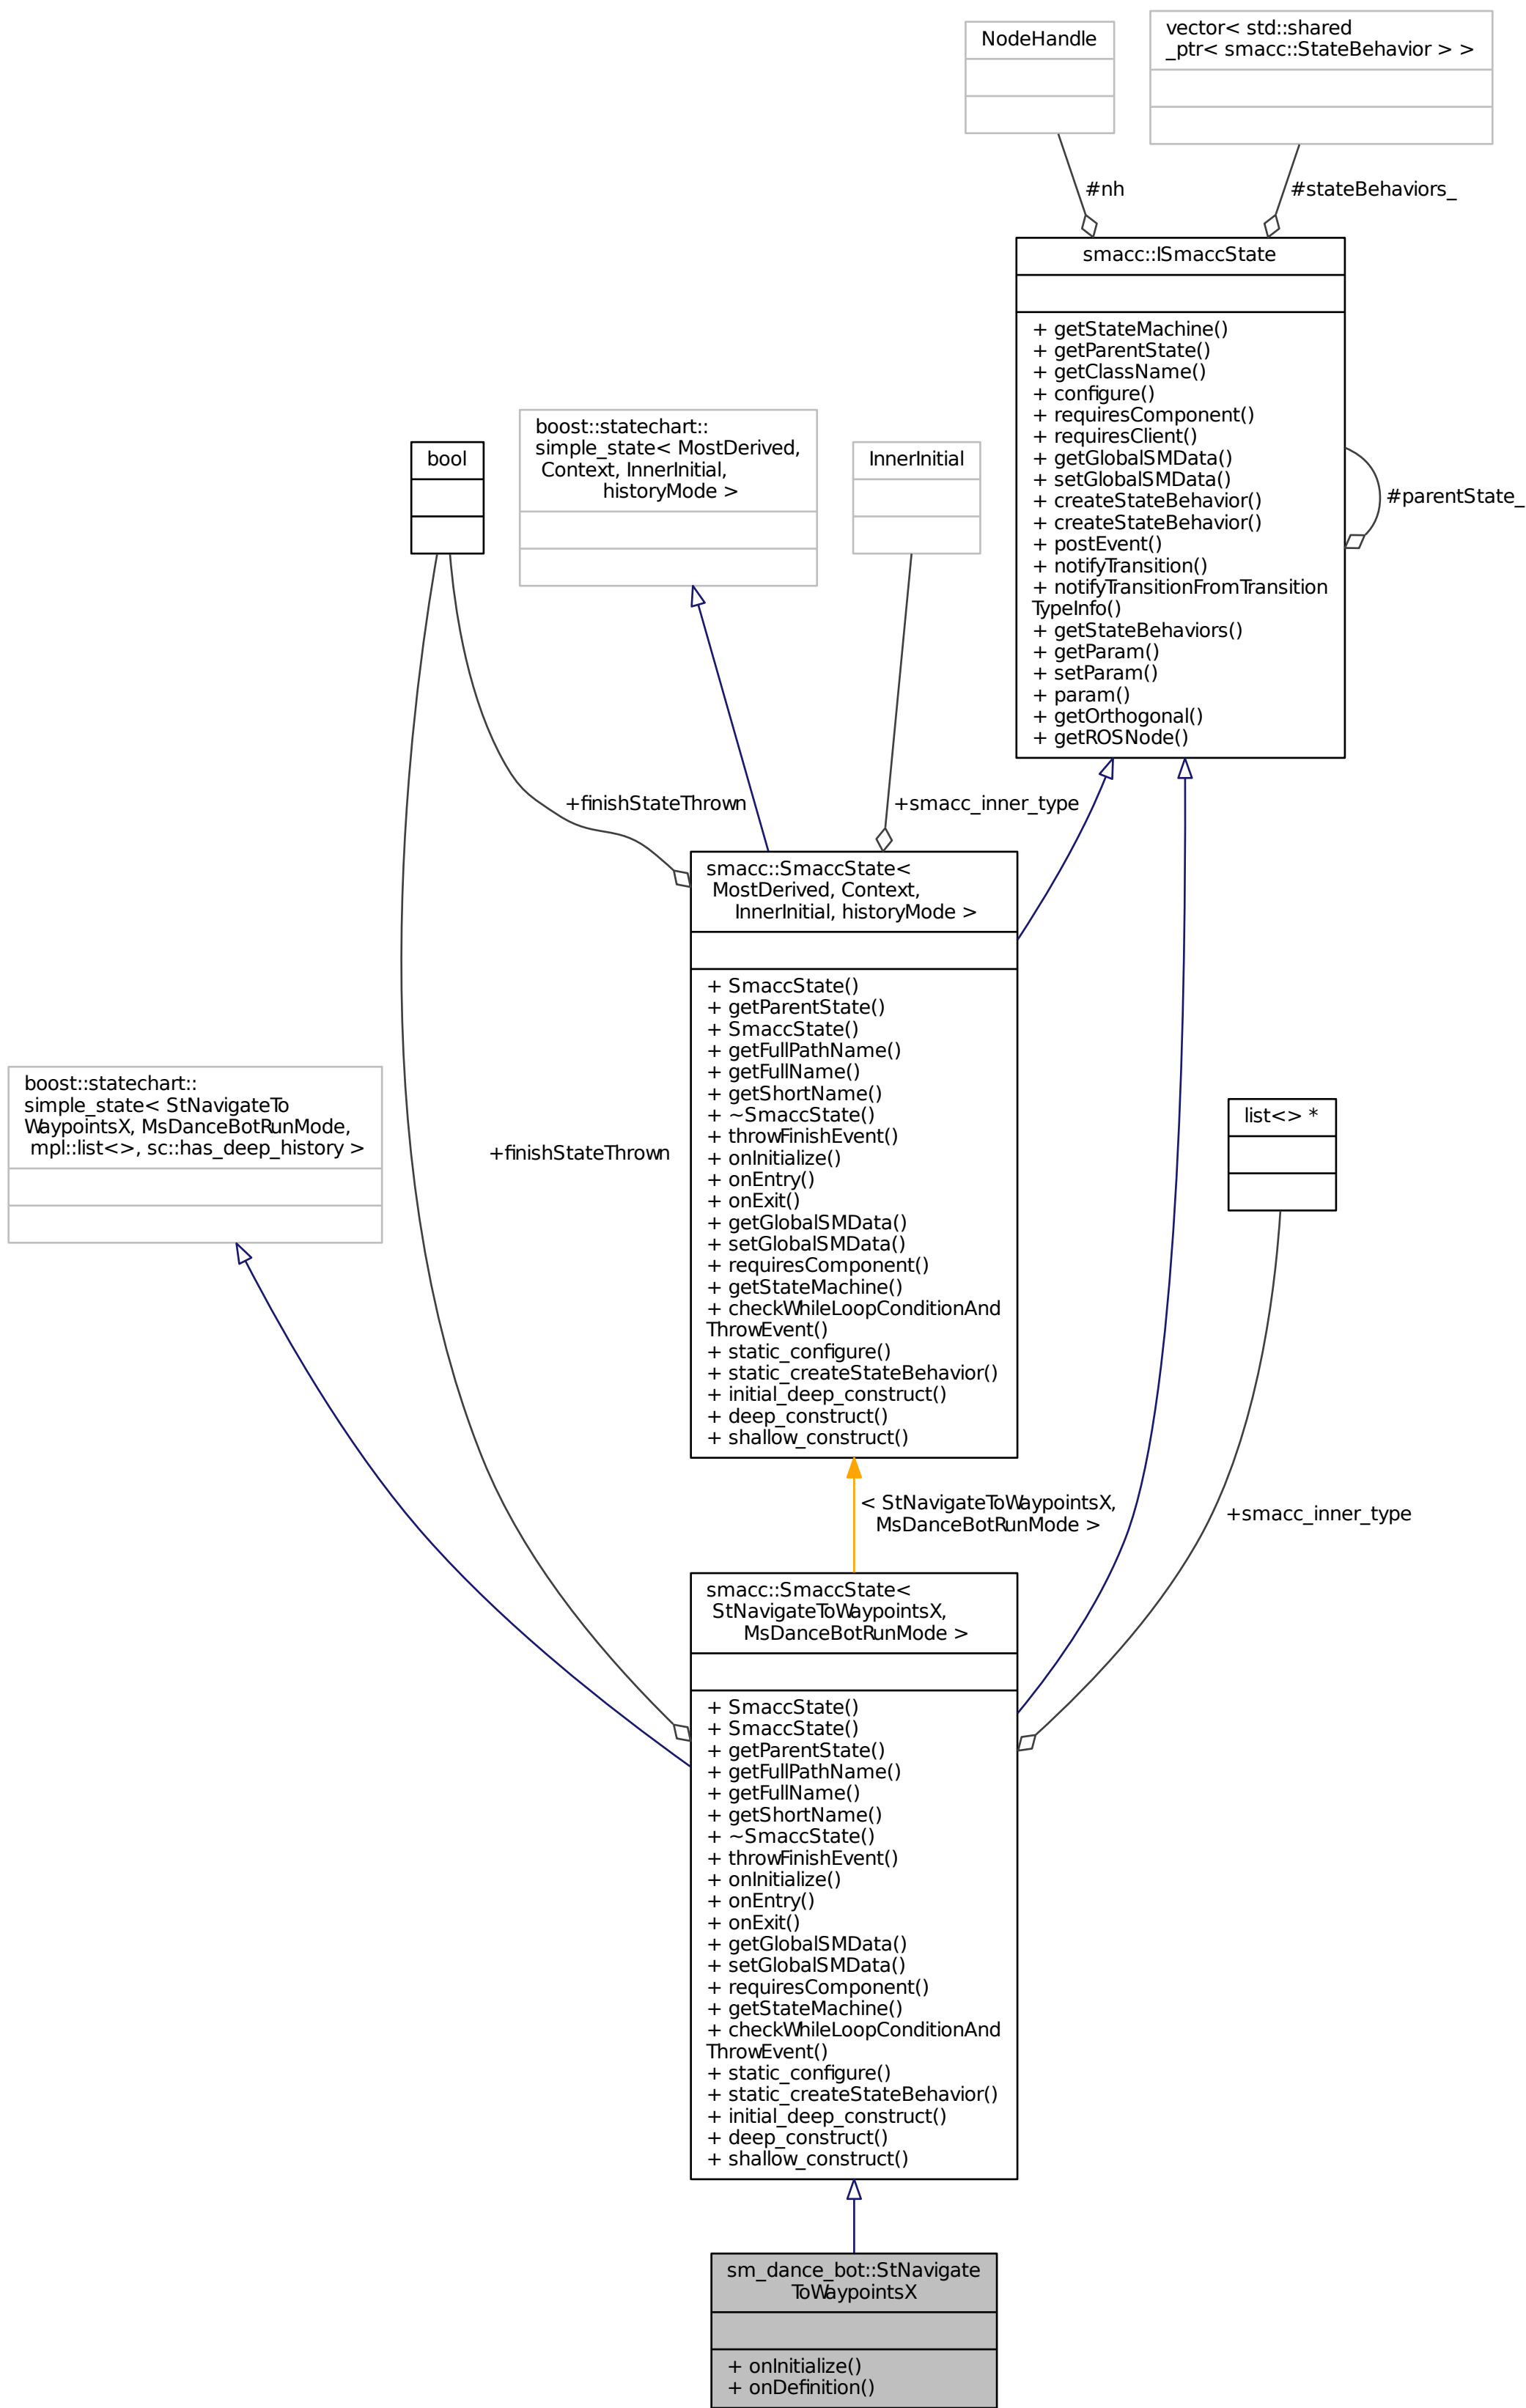 NodeHandle
vector< std::shared
_ptr< smacc::StateBehavior > >
#nh
#stateBehaviors_
smacc::ISmaccState
+ getStateMachine()
+ getParentState()
+ getClassName()
+ configure()
+ requiresComponent()
+ requiresClient()
+ getGlobalSMData()
+ setGlobalSMData()
+ createStateBehavior()
+ createStateBehavior()
+ postEvent()
+ notifyTransition()
+ notifyTransitionFromTransition
TypeInfo()
+ getStateBehaviors()
+ getParam()
+ setParam()
+ param()
+ getOrthogonal()
+ getROSNode()
#parentState_
bool
boost::statechart::
simple_state< MostDerived,
Context, InnerInitial,
historyMode >
InnerInitial
+finishStateThrown
+smacc_inner_type
smacc::SmaccState<
MostDerived, Context,
InnerInitial, historyMode >
+ SmaccState()
+ getParentState()
+ SmaccState()
+ getFullPathName()
+ getFullName()
+ getShortName()
+ ~SmaccState()
+ throwFinishEvent()
+ onInitialize()
+ onEntry()
+ onExit()
+ getGlobalSMData()
+ setGlobalSMData()
+ requiresComponent()
+ getStateMachine()
+ checkWhileLoopConditionAnd
ThrowEvent()
+ static_configure()
+ static_createStateBehavior()
+ initial_deep_construct()
+ deep_construct()
+ shallow_construct()
boost::statechart::
simple_state< StNavigateTo
WaypointsX, MsDanceBotRunMode,
mpl::list<>, sc::has_deep_history >
+finishStateThrown
list<> *
< StNavigateToWaypointsX,
MsDanceBotRunMode >
+smacc_inner_type
smacc::SmaccState<
StNavigateToWaypointsX,
MsDanceBotRunMode >
+ SmaccState()
+ SmaccState()
+ getParentState()
+ getFullPathName()
+ getFullName()
+ getShortName()
+ ~SmaccState()
+ throwFinishEvent()
+ onInitialize()
+ onEntry()
+ onExit()
+ getGlobalSMData()
+ setGlobalSMData()
+ requiresComponent()
+ getStateMachine()
+ checkWhileLoopConditionAnd
ThrowEvent()
+ static_configure()
+ static_createStateBehavior()
+ initial_deep_construct()
+ deep_construct()
+ shallow_construct()
sm_dance_bot::StNavigate
ToWaypointsX
+ onInitialize()
+ onDefinition()